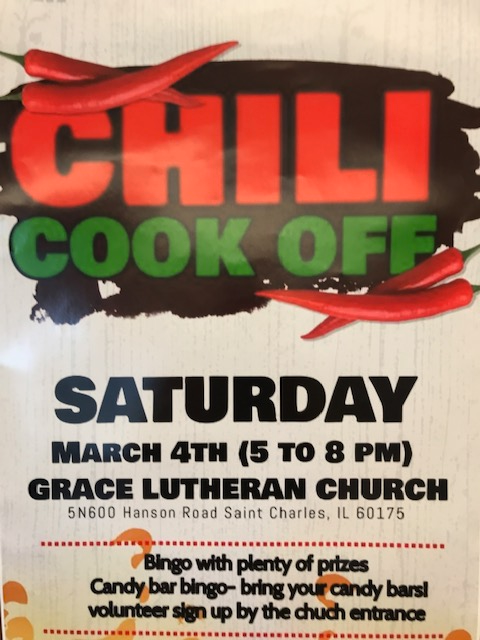 CHILI
COOK OFF
SATURDAY
MARCH 4TH (5 TO 8 PM)
GRACE LUTHERAN CHURCH
5N600 Hanson Road Saint Charles, IL 60175
Bingo with plenty of prizes
Candy bar bingo- bring your candy bars!
volunteer sign up by the chuch entrance